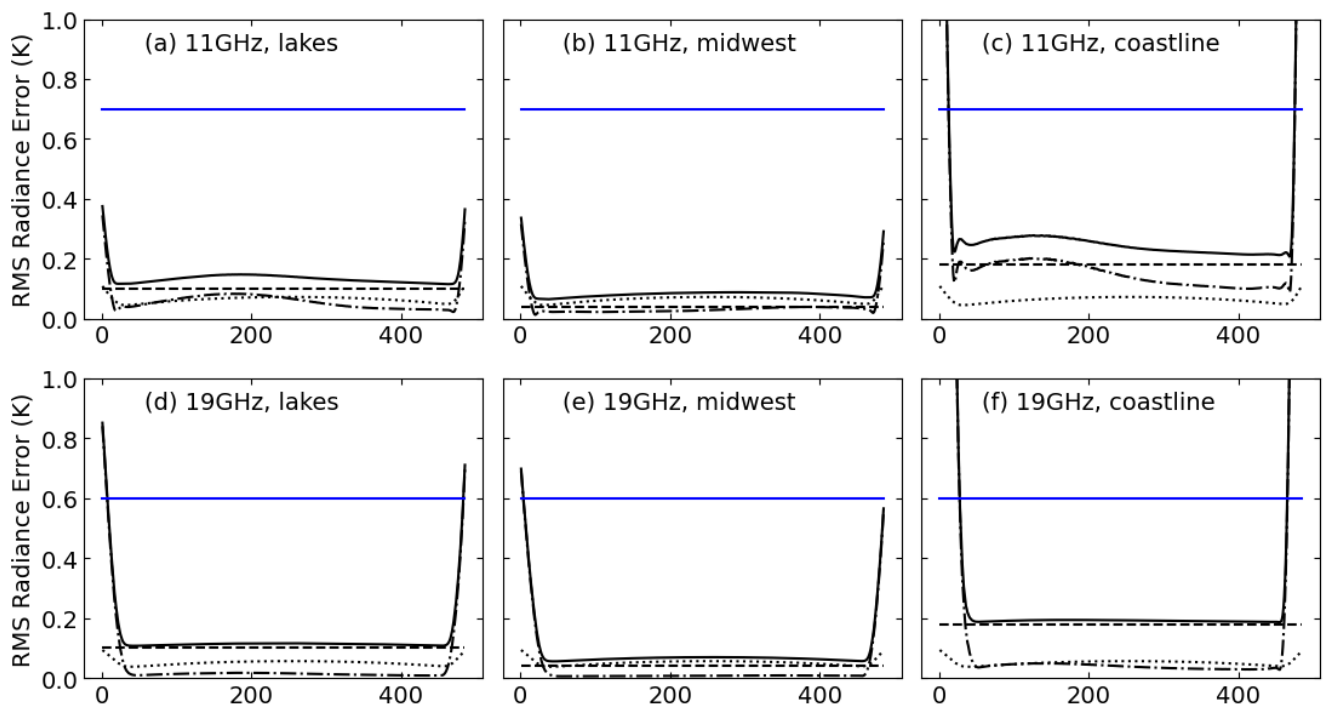 1.0
0.8
0.6
0.4
0.2
0.0
RMS Radiance Error (K)
(a) 11GHz, lakes
0 200 400
(b) 11GHz, midwest
0 200 400
(c) 11GHz, coastline
0 200 400
1.0
0.8
0.6
0.4
0.2
0.0
RMS Radiance Error (K)
(d) 19GHz, lakes
0 200 400
(e) 19GHz, midwest
0 200 400
(f) 19GHz, coastline
0 200 400